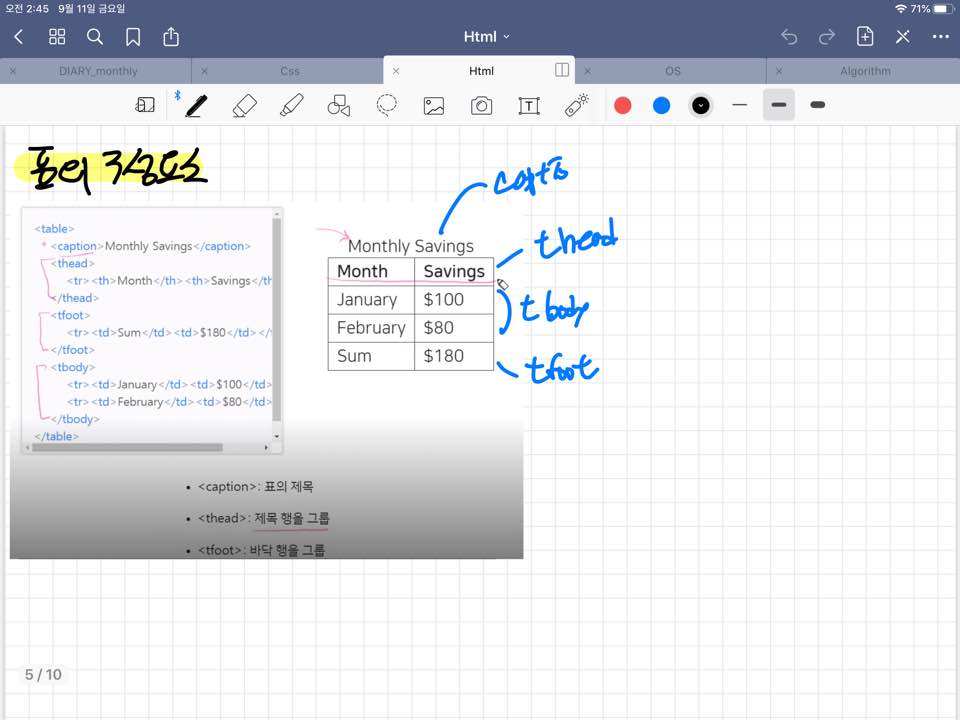 오전 2:45 9월 11일 금요일
71%
Html
DIARY_monthly
Css
Html
OS
Algorithm
T
표의 구성요소
<table>
<caption>Monthly Savings</caption>
<thead>
<tr> <th>Month</th> <th>Savings</th
</thead>
<tfoot>
<tr> <td>Sum</td> <td>$180</td> </
</tfoot>
<tbody>
<tr> <td>January</td> <td>$100</td>
<tr> <td>February</td> <td>$80</td>
</tbody>
</table>
Monthly Savings
Month Savings
January $100
February $80
Sum $180
thead
tbody
tfoot
• <caption>: 표의 제목
• <thead>: 제목 행을 그룹
• <tfoot>: 바닥 행을 그룹
5 / 10